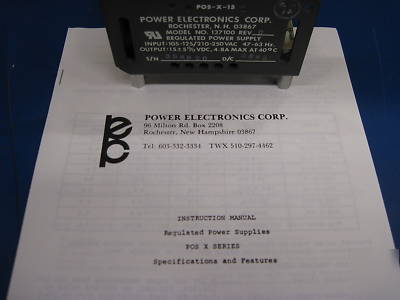 POS-X-15
POWER ELECTRONICS CORP.
ROCHESTER, N.H. 03867
MODEL NO. 137100 REV
REGULATED POWER SUPPLY
INPUT:105-125/210-250VAC 47-63 Hz.
OUTPUT:15±5%VDC, 4.8A MAX AT 40°C
S/N D/C
POWER ELECTRONICS CORP.
96 Milton Rd. Box 2208
Rochester, New Hampshire 03867
Tel: 603-332-3334 TWX 510-297-4462
INSTRUCTION MANUAL
Regulated Power Supplies
POS X SERIES
Specifications and Features